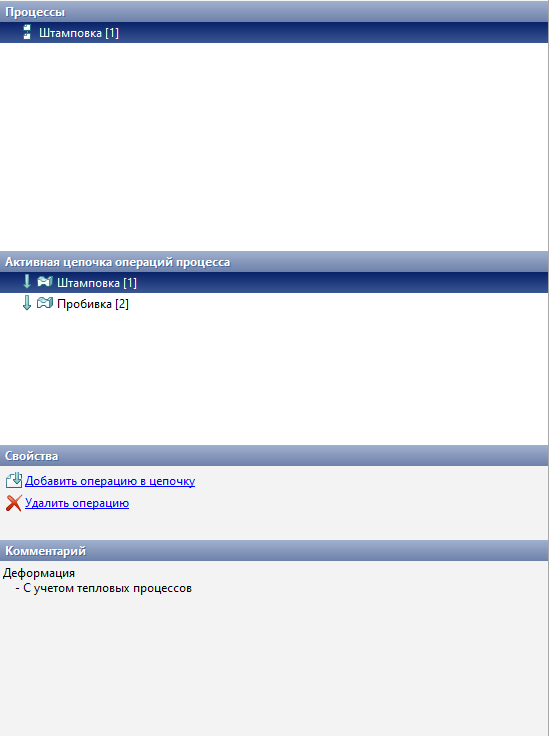 Процессы
Штамповка [1]
Активная цепочка операций процесса
Штамповка [1]
Пробивка [2]
Свойства
Добавить операцию в цепочку
Удалить операцию
Комментарий
Деформация
- С учетом тепловых процессов